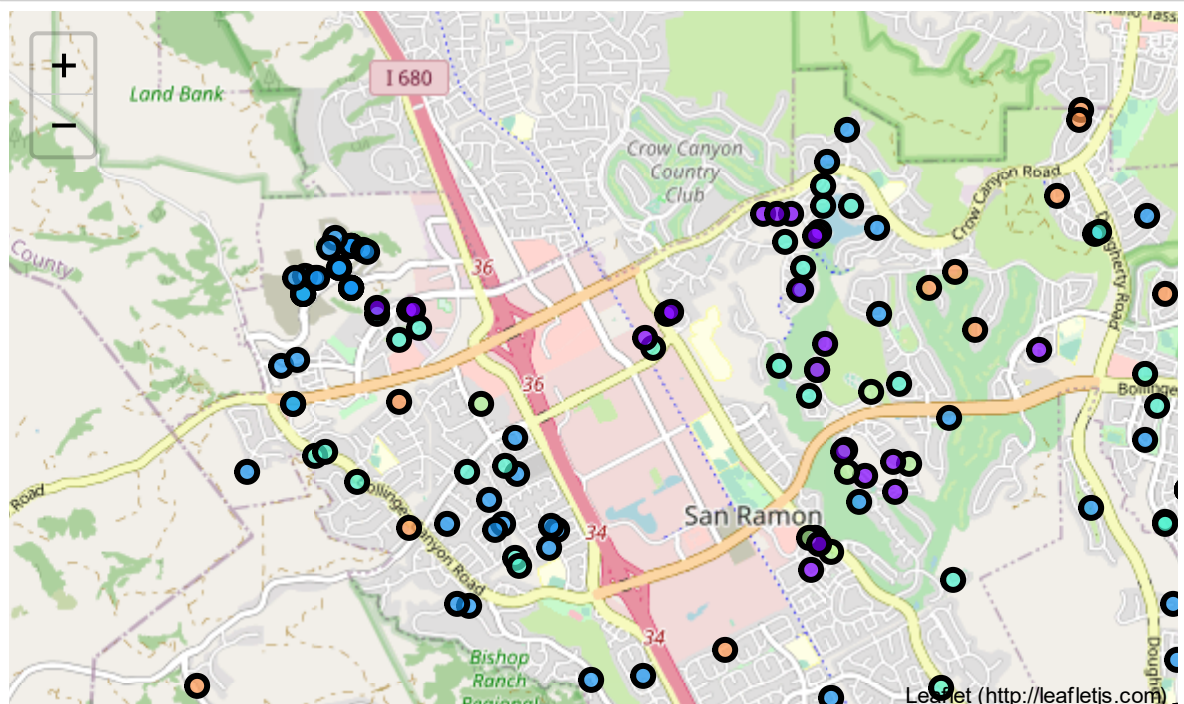 +
−
I 680
Land Bank
Crow Canyon
Country
Club
Crow Canyon Road
Dougherty Road
County
36
36
Bollinge
Road
Bollinger Canyon Road
San Ramon
34
34
Bishop
Ranch
Regional
Leaflet (http://leafletjs.com)